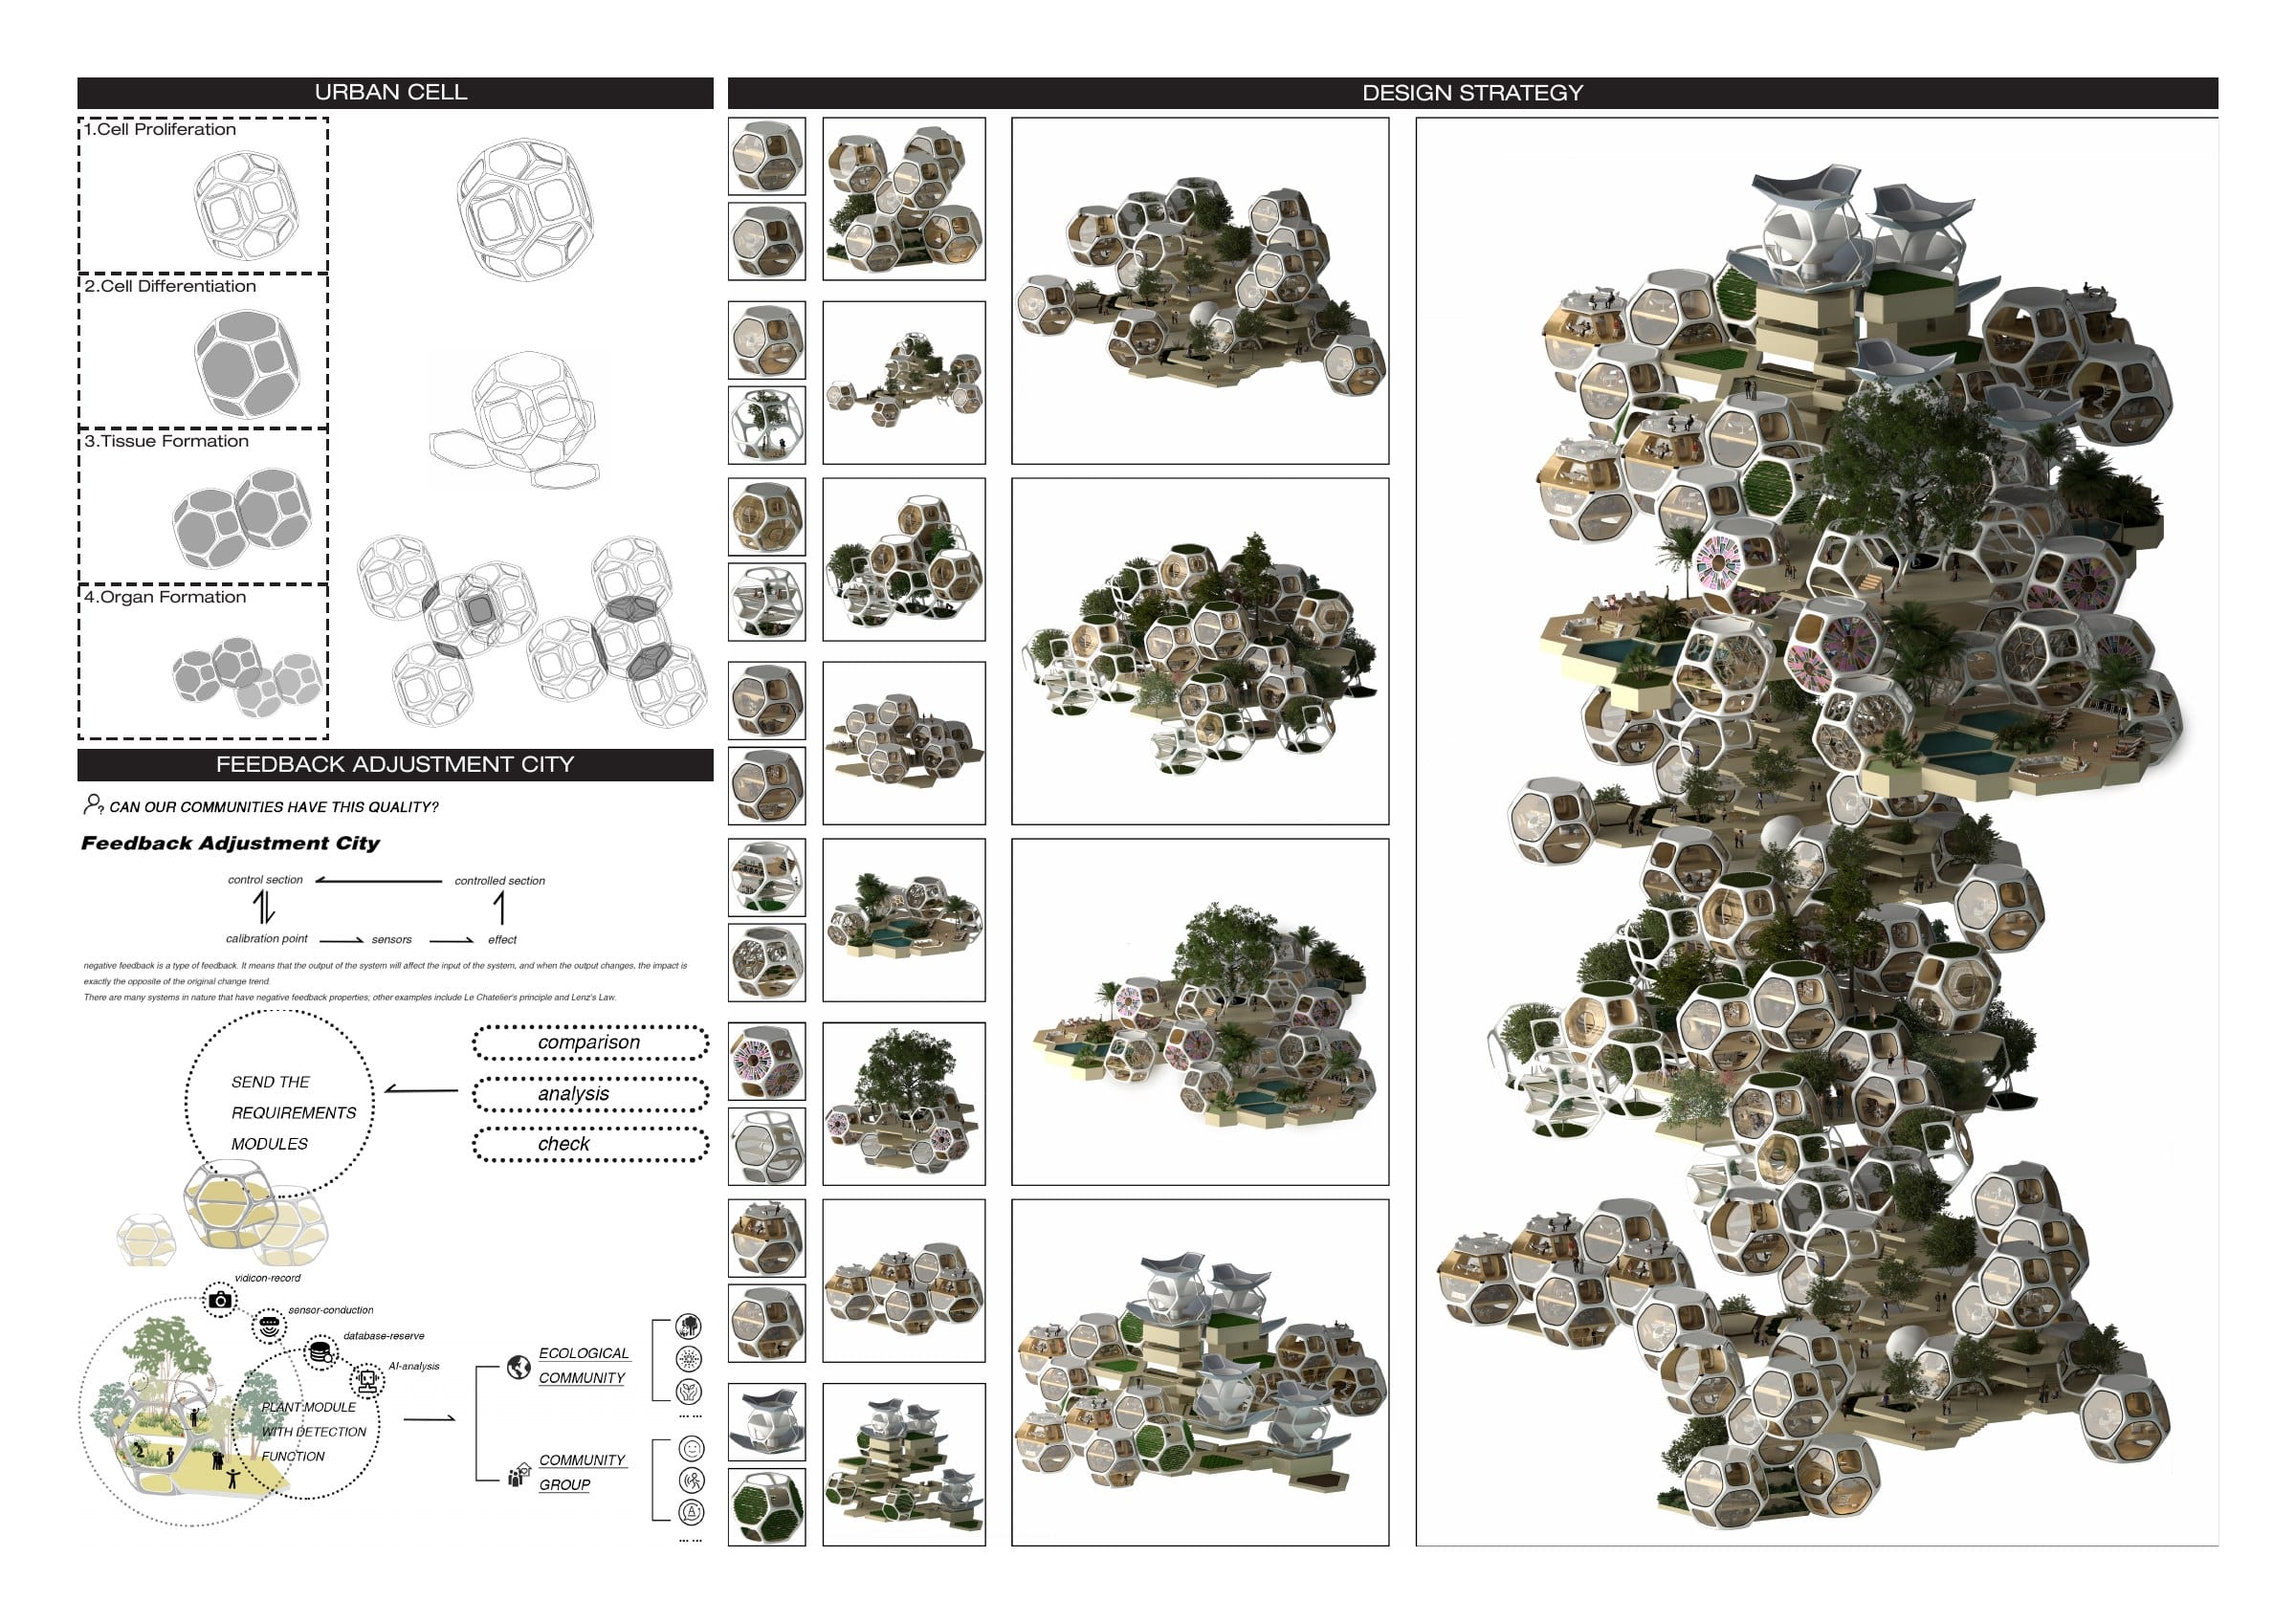 URBAN CELL
1.Cell Proliferation
2.Cell Differentiation
3.Tissue Formation
4.Organ Formation
FEEDBACK ADJUSTMENT CITY
CAN OUR COMMUNITIES HAVE THIS QUALITY?
Feedback Adjustment City
control section
controlled section
calibration point
sensors
effect
negative feedback is a type of feedback. It means that the output of the system will affect the input of the system, and when the output changes, the impact is
exactly the opposite of the original change trend.
There are many systems in nature that have negative feedback properties; other examples include Le Chatelier's principle and Lenz's Law.
SEND THE
REQUIREMENTS
MODULES
comparison
analysis
check
vidicon-record
sensor-conduction
database-reserve
AI-analysis
PLANT:MODULE
WITH DETECTION
FUNCTION
ECOLOGICAL
COMMUNITY
... ...
COMMUNITY
GROUP
... ...
DESIGN STRATEGY